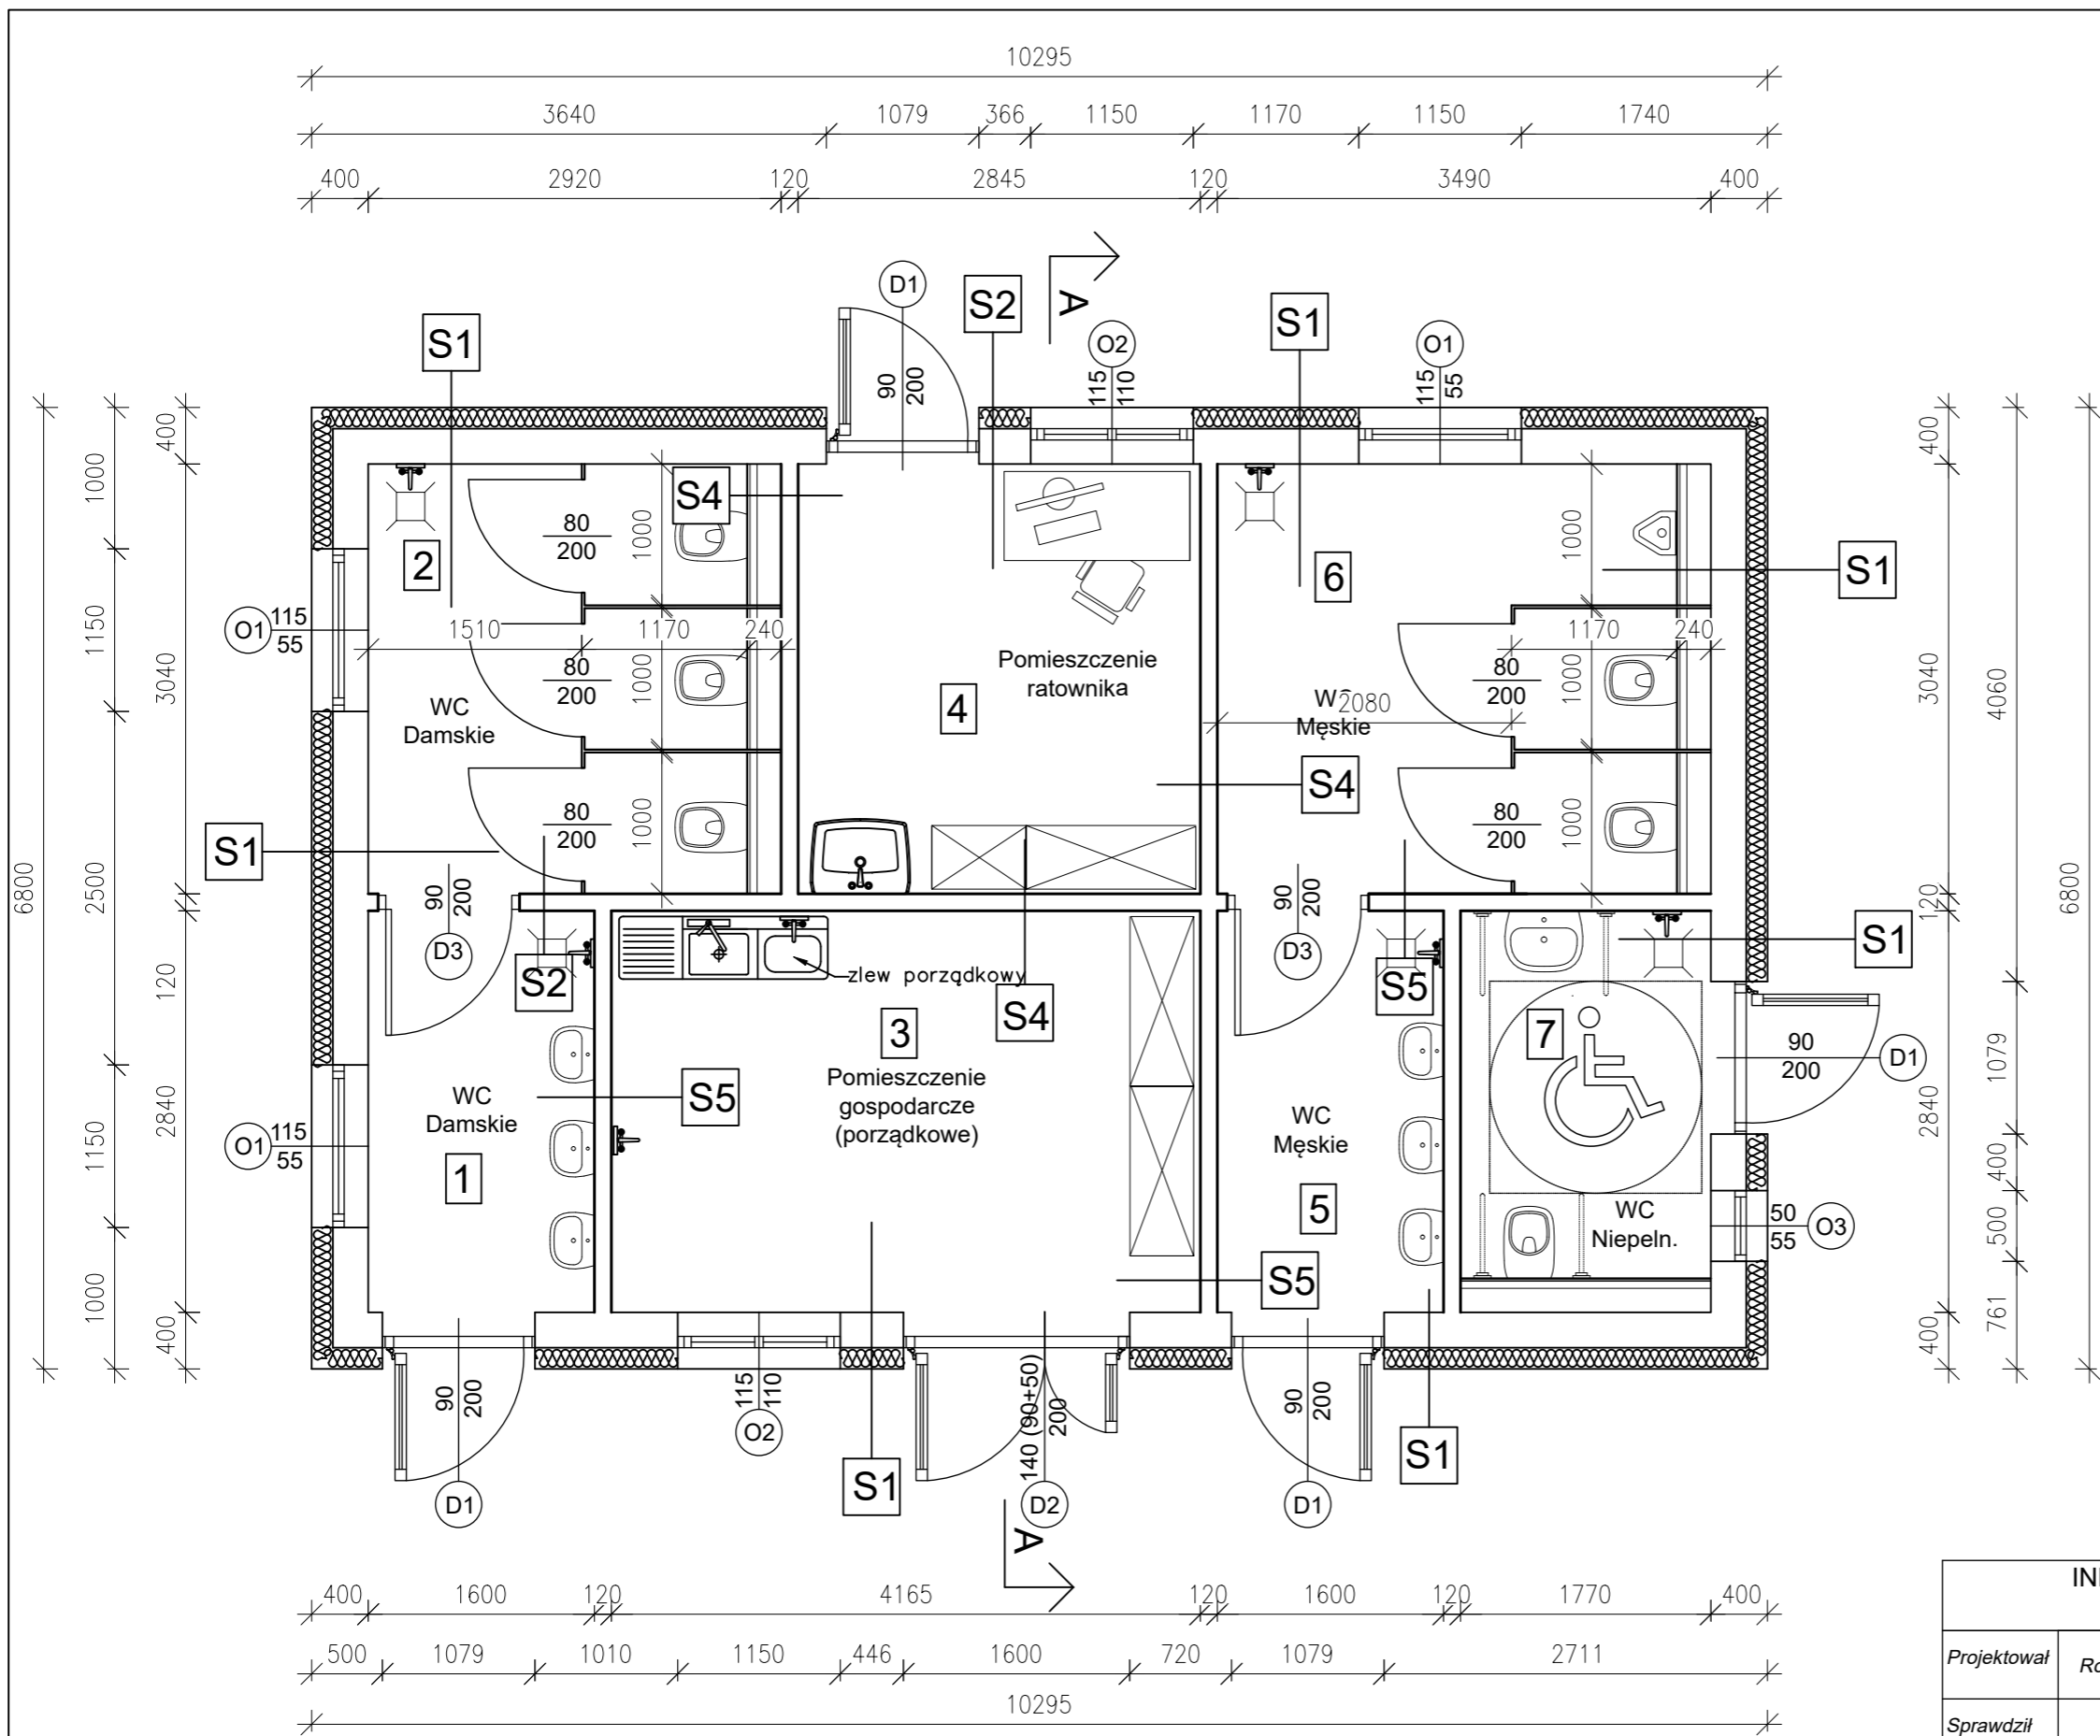 10295
3640 1079 366 1150 1170 1150 1740
400 2920 120 2845 120 3490 400
A
D1
S2
S1
S1
O2
O1
90
200
115
110
115
55
6800
1000
1150
2500
1150
1000
400
3040
120
2840
400
S4
2
80
200
1000
6
1000
S1
O1
115
55
1510 1170 240
80
200
1000
WC
Damskie
Pomieszczenie
ratownika
4
2080
Męskie
1170 240
80
200
1000
S4
S1
80
200
1000
80
200
1000
90
200
D3
S2
90
200
D3
S5
S1
zlew porządkowy
S4
3
Pomieszczenie
gospodarcze
(porządkowe)
7
90
200
D1
WC
Damskie
1
S5
O1
115
55
WC
Męskie
5
WC
Niepeln.
50
55
O3
S5
400
3040
120
2840
400
4060
1079
400
500
761
6800
90
200
D1
115
110
O2
S1
140 (90+50)
200
D2
90
200
D1
S1
A
400 1600 120 4165 120 1600 120 1770 400
500 1079 1010 1150 446 1600 720 1079 2711
10295
Projektował
Sprawdził